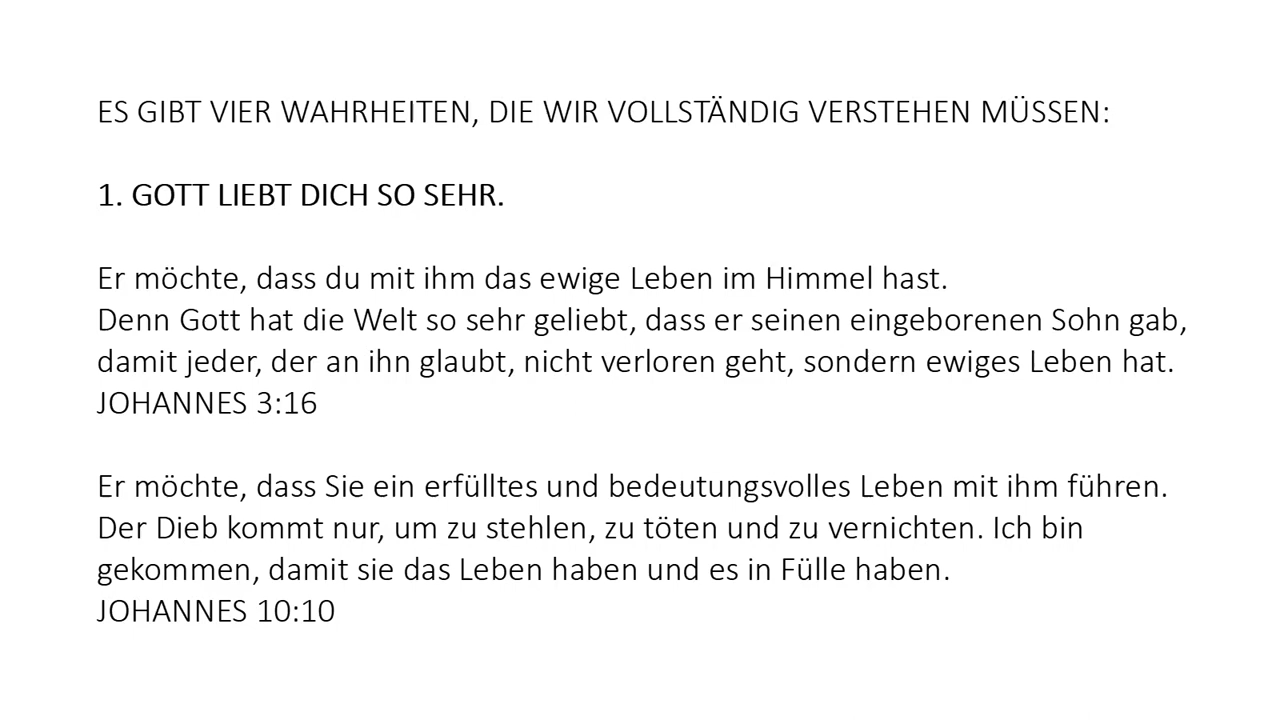 ES GIBT VIER WAHRHEITEN, DIE WIR VOLLSTÄNDIG VERSTEHEN MÜSSEN:
1. GOTT LIEBT DICH SO SEHR.
Er möchte, dass du mit ihm das ewige Leben im Himmel hast.
Denn Gott hat die Welt so sehr geliebt, dass er seinen eingeborenen Sohn gab,
damit jeder, der an ihn glaubt, nicht verloren geht, sondern ewiges Leben hat.
JOHANNES 3:16
Er möchte, dass Sie ein erfülltes und bedeutungsvolles Leben mit ihm führen.
Der Dieb kommt nur, um zu stehlen, zu töten und zu vernichten. Ich bin
gekommen, damit sie das Leben haben und es in Fülle haben.
JOHANNES 10:10